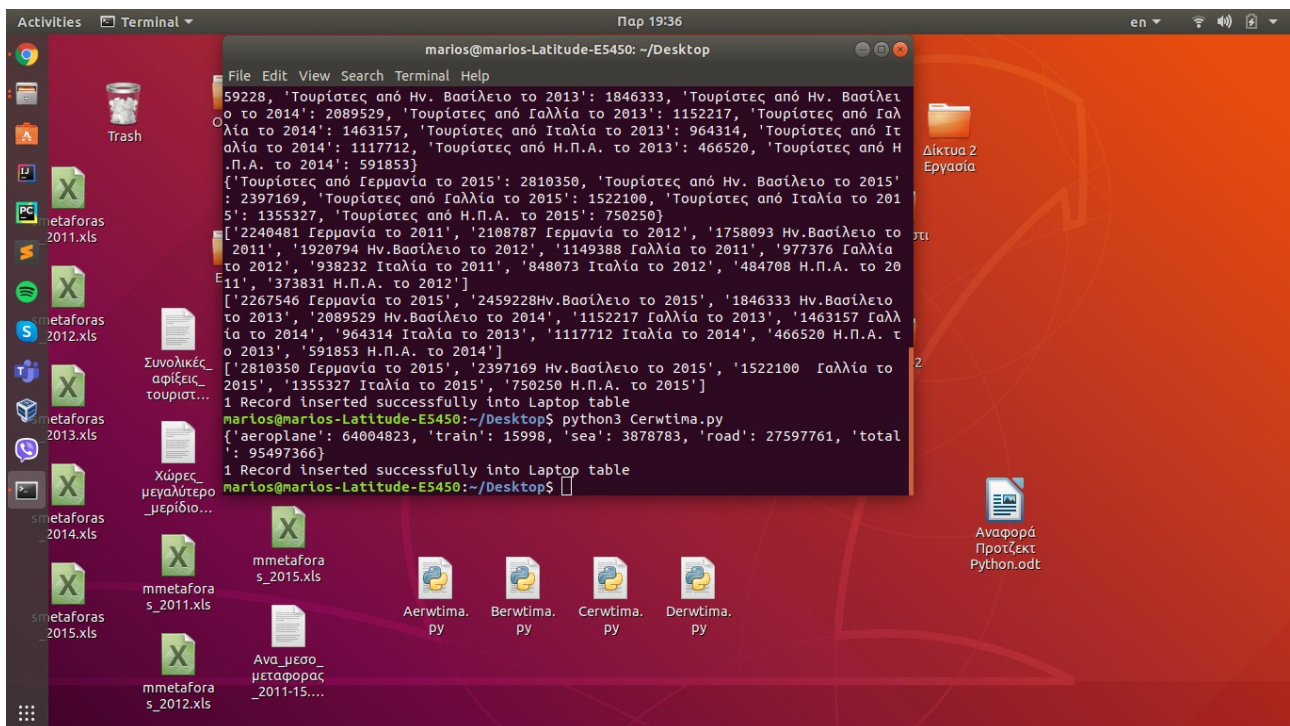 Activities
Terminal
Παρ 19:36
en
marios@marios-Latitude-E5450: ~/Desktop
File Edit View Search Terminal Help
59228, 'Τουρίστες από Ην. Βασίλειο το 2013': 1846333, 'Τουρίστες από Ην. Βασίλει
ο το 2014': 2089529, 'Τουρίστες από Γαλλία το 2013': 1152217, 'Τουρίστες από Γαλ
λία το 2014': 1463157, 'Τουρίστες από Ιταλία το 2013': 964314, 'Τουρίστες από Ιτ
αλία το 2014': 1117712, 'Τουρίστες από Η.Π.Α. το 2013': 466520, 'Τουρίστες από Η
.Π.Α. το 2014': 591853}
{'Τουρίστες από Γερμανία το 2015': 2810350, 'Τουρίστες από Ην. Βασίλειο το 2015'
: 2397169, 'Τουρίστες από Γαλλία το 2015': 1522100, 'Τουρίστες από Ιταλία το 201
5': 1355327, 'Τουρίστες από Η.Π.Α. το 2015': 750250}
['2240481 Γερμανία το 2011', '2108787 Γερμανία το 2012', '1758093 Ην.Βασίλειο το
2011', '1920794 Ην.Βασίλειο το 2012', '1149388 Γαλλία το 2011', '977376 Γαλλία
το 2012', '938232 Ιταλία το 2011', '848073 Ιταλία το 2012', '484708 Η.Π.Α. το 20
11', '373831 Η.Π.Α. το 2012']
['2267546 Γερμανία το 2015', '2459228Ην.Βασίλειο το 2015', '1846333 Ην.Βασίλειο
το 2013', '2089529 Ην.Βασίλειο το 2014', '1152217 Γαλλία το 2013', '1463157 Γαλλ
ία το 2014', '964314 Ιταλία το 2013', '1117712 Ιταλία το 2014', '466520 Η.Π.Α. τ
ο 2013', '591853 Η.Π.Α. το 2014']
['2810350 Γερμανία το 2015', '2397169 Ην.Βασίλειο το 2015', '1522100  Γαλλία το
2015', '1355327 Ιταλία το 2015', '750250 Η.Π.Α. το 2015']
1 Record inserted successfully into Laptop table
marios@marios-Latitude-E5450:~/Desktop$ python3 Cerwtima.py
{'aeroplane': 64004823, 'train': 15998, 'sea': 3878783, 'road': 27597761, 'total
': 95497366}
1 Record inserted successfully into Laptop table
marios@marios-Latitude-E5450:~/Desktop$
Trash
smetaforas
_2011.xls
smetaforas
_2012.xls
smetaforas
_2013.xls
smetaforas
_2014.xls
smetaforas
_2015.xls
Συνολικές_
αφίξεις_
τουριστ...
Χώρες_
μεγαλύτερο
_μερίδιο...
mmetafora
s_2011.xls
mmetafora
s_2012.xls
mmetafora
s_2015.xls
Ανα_μεσο_
μεταφορας
_2011-15....
Aerwtima.
py
Berwtima.
py
Cerwtima.
py
Derwtima.
py
Δίκτυα 2
Εργασία
Αναφορά
Προτζεκτ
Python.odt